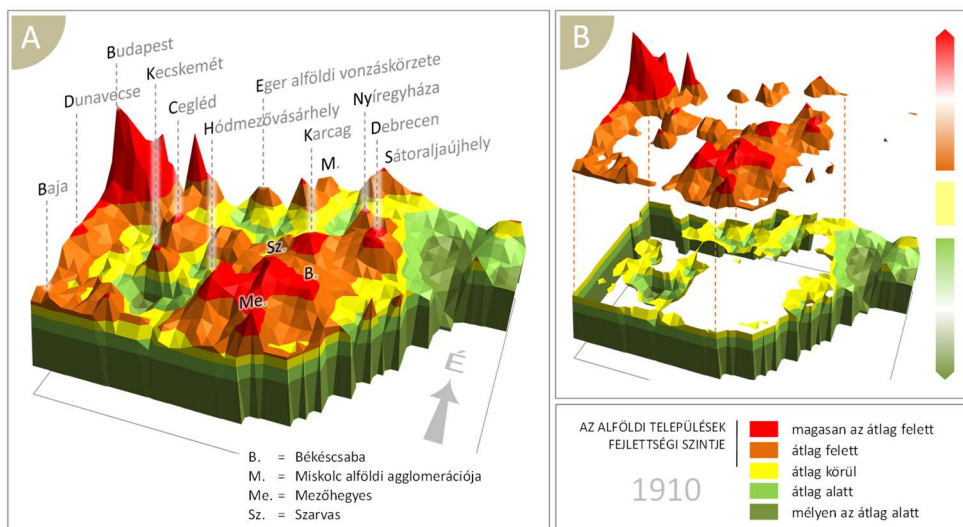 A
Budapest
Kecskemét
Dunavecse
Cegléd
Eger alföldi vonzáskörzete
Hódmezővásárhely
Nyíregyháza
Karcag
Debrecen
M.
Sátoraljaújhely
Baja
Sz.
B.
Me.
É
B. = Békéscsaba
M. = Miskolc alföldi agglomerációja
Me. = Mezőhegyes
Sz. = Szarvas
B
AZ ALFÖLDI TELEPÜLÉSEK
FEJLETTSÉGI SZINTJE
1910
magasan az átlag felett
átlag felett
átlag körül
átlag alatt
mélyen az átlag alatt